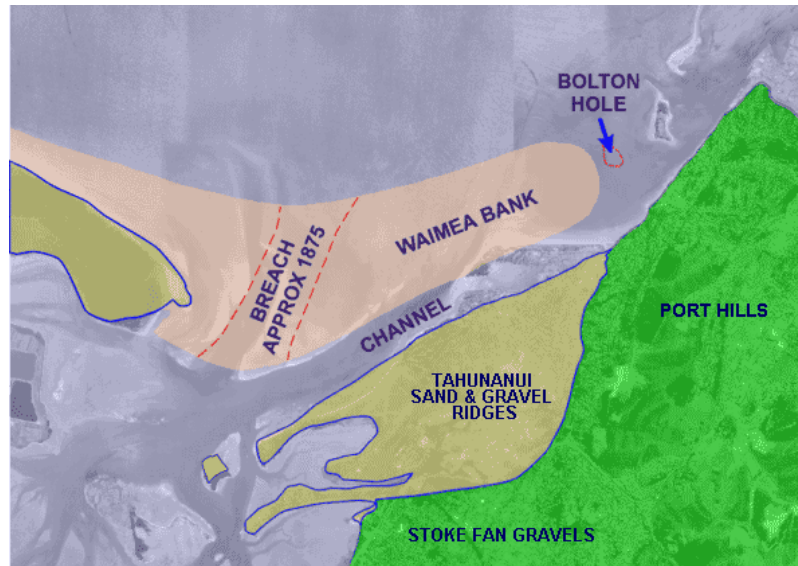 BOLTON
HOLE
WAIMEA BANK
BREACH
APPROX 1875
CHANNEL
PORT HILLS
TAHUNANUI
SAND & GRAVEL
RIDGES
STOKE FAN GRAVELS